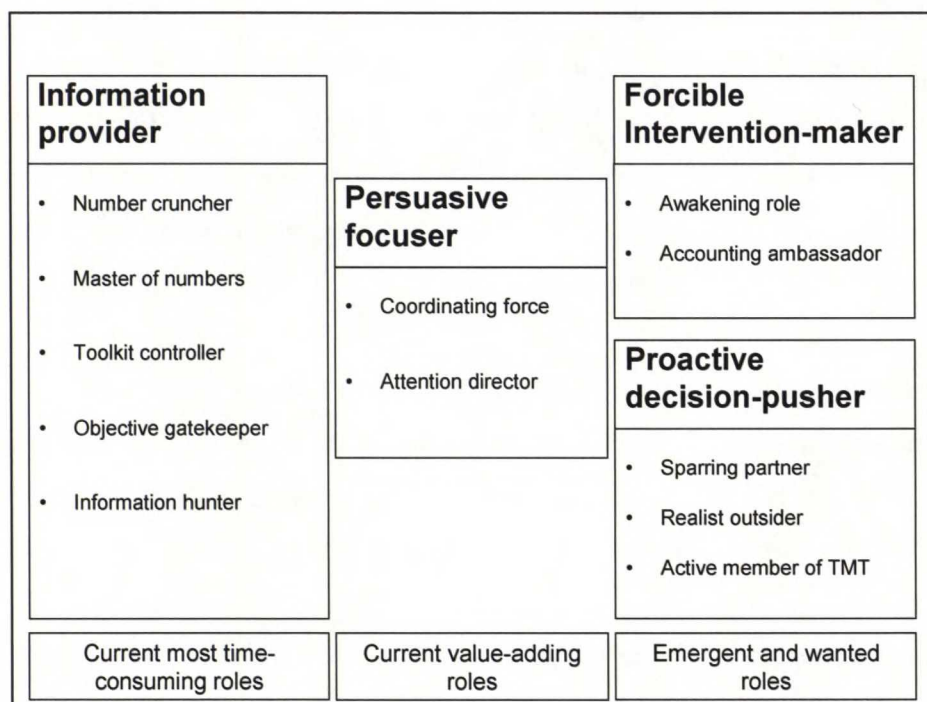 Information
provider
• Number cruncher
• Master of numbers
• Toolkit controller
• Objective gatekeeper
• Information hunter
Current most time-
consuming roles
Persuasive
focuser
• Coordinating force
• Attention director
Current value-adding
roles
Forcible
Intervention-maker
• Awakening role
• Accounting ambassador
Proactive
decision-pusher
• Sparring partner
• Realist outsider
• Active member of TMT
Emergent and wanted
roles